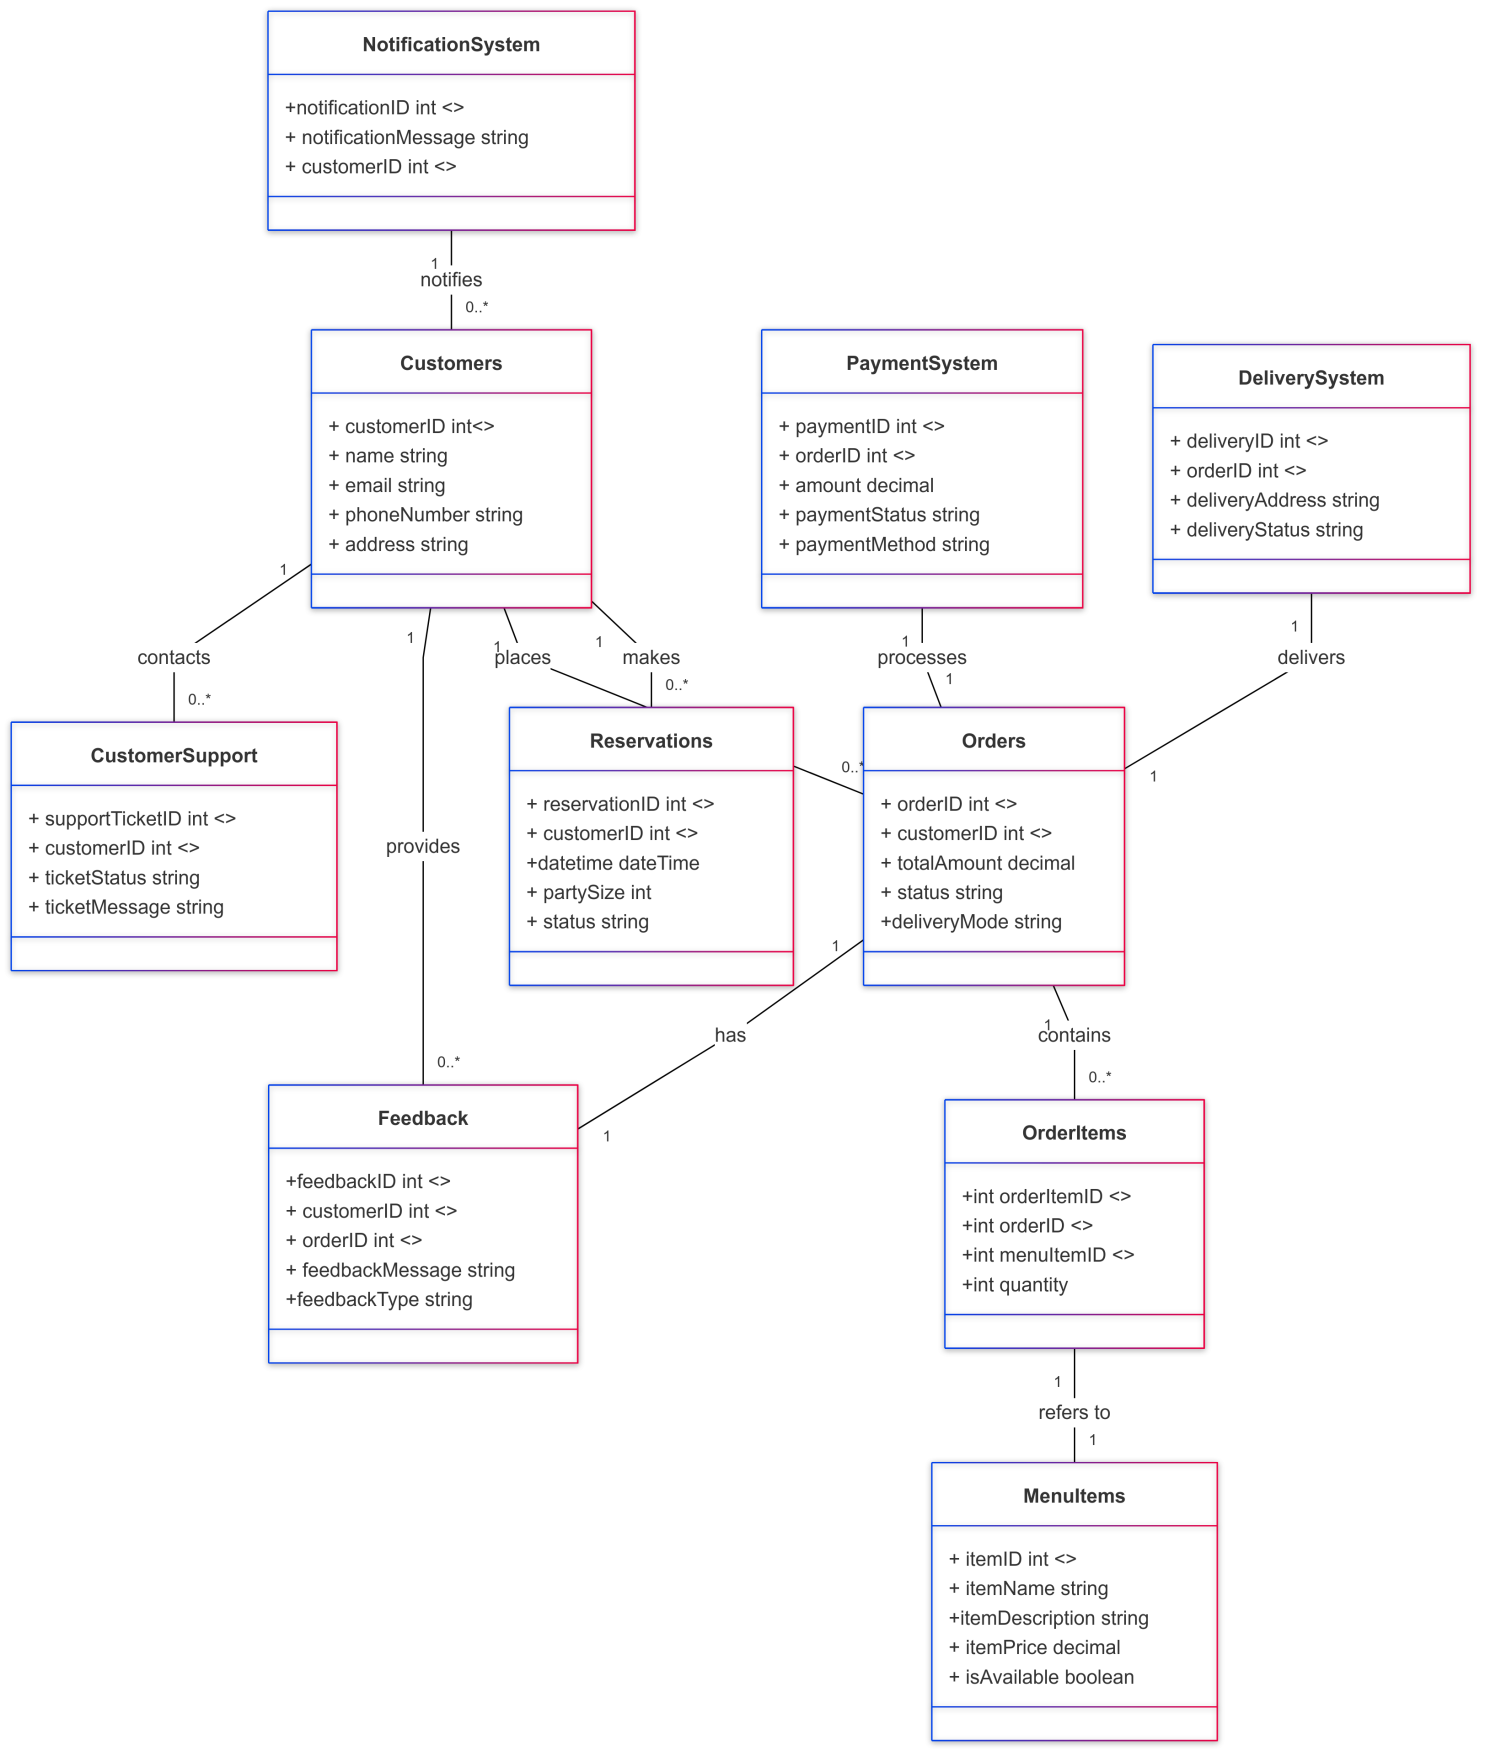 NotificationSystem
+notificationID int <>
+ notificationMessage string
+ customerID int <>
1
notifies
0..*
Customers
+ customerID int<>
+ name string
+ email string
+ phoneNumber string
+ address string
PaymentSystem
+ paymentID int <>
+ orderID int <>
+ amount decimal
+ paymentStatus string
+ paymentMethod string
DeliverySystem
+ deliveryID int <>
+ orderID int <>
+ deliveryAddress string
+ deliveryStatus string
1
contacts
0..*
1
provides
0..*
1
places
0..*
1
makes
0..*
1
processes
1
1
delivers
1
CustomerSupport
+ supportTicketID int <>
+ customerID int <>
+ ticketStatus string
+ ticketMessage string
Reservations
+ reservationID int <>
+ customerID int <>
+datetime dateTime
+ partySize int
+ status string
Orders
+ orderID int <>
+ customerID int <>
+ totalAmount decimal
+ status string
+deliveryMode string
1
has
1
1
contains
0..*
Feedback
+feedbackID int <>
+ customerID int <>
+ orderID int <>
+ feedbackMessage string
+feedbackType string
OrderItems
+int orderItemID <>
+int orderID <>
+int menuItemID <>
+int quantity
1
refers to
1
MenuItems
+ itemID int <>
+ itemName string
+itemDescription string
+ itemPrice decimal
+ isAvailable boolean